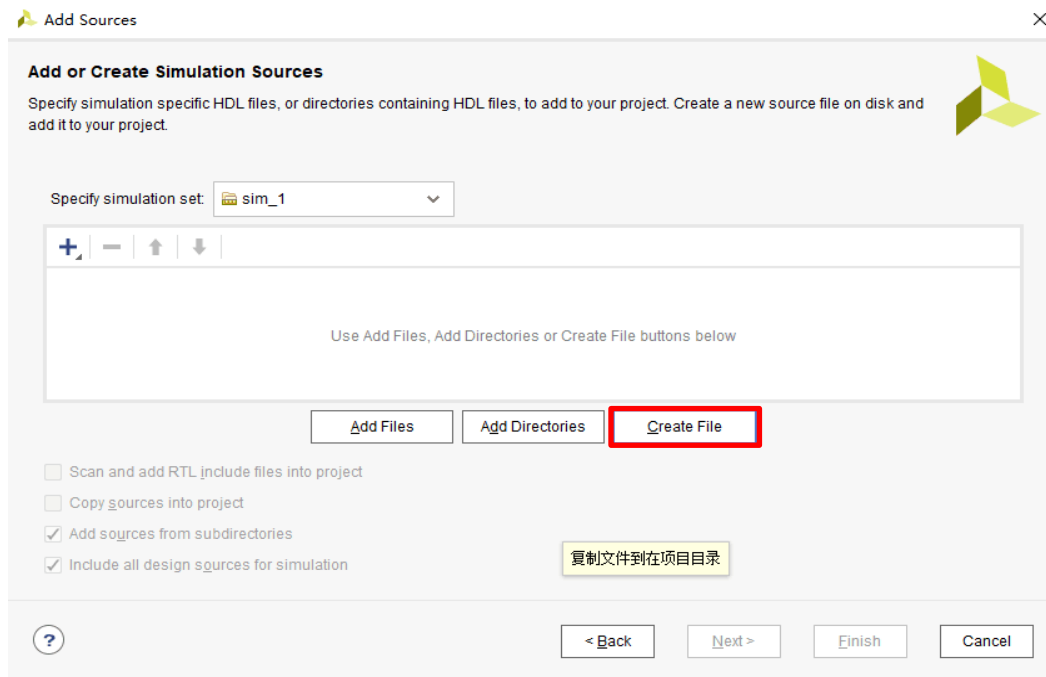 Add Sources
Add or Create Simulation Sources
Specify simulation specific HDL files, or directories containing HDL files, to add to your project. Create a new source file on disk and
add it to your project.
Specify simulation set: sim_1
Use Add Files, Add Directories or Create File buttons below
Add Files Add Directories Create File
Scan and add RTL include files into project
Copy sources into project
Add sources from subdirectories
Include all design sources for simulation
复制文件到在项目目录
? < Back Next > Finish Cancel